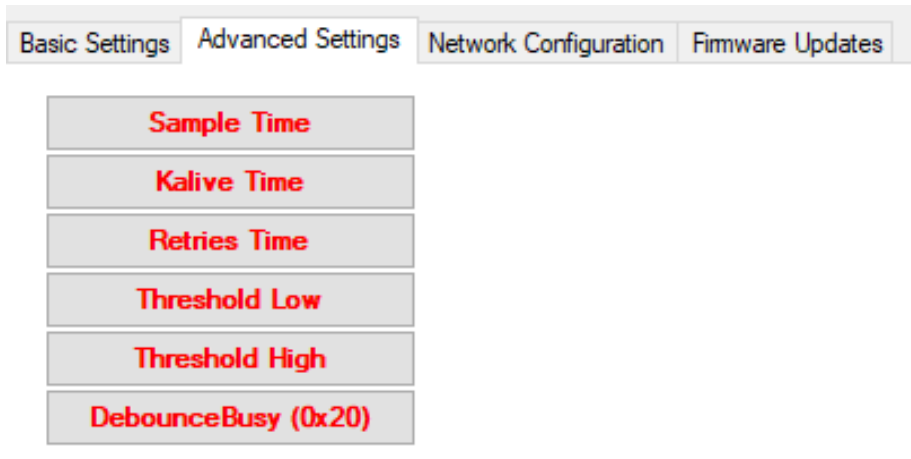 Basic Settings Advanced Settings Network Configuration Firmware Updates
Sample Time
Kalive Time
Retries Time
Threshold Low
Threshold High
DebounceBusy (0x20)